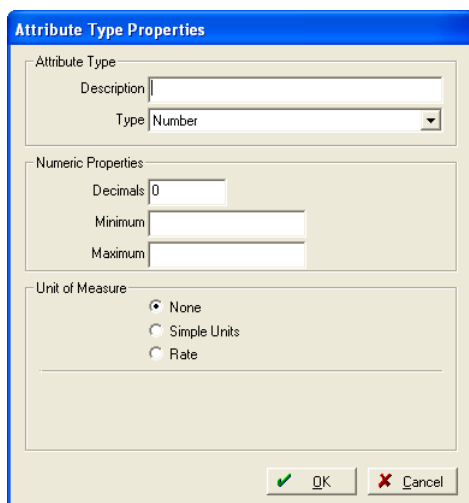 Attribute Type Properties
Attribute Type
Description
Type Number
Numeric Properties
Decimals 0
Minimum
Maximum
Unit of Measure
None
Simple Units
Rate
OK Cancel